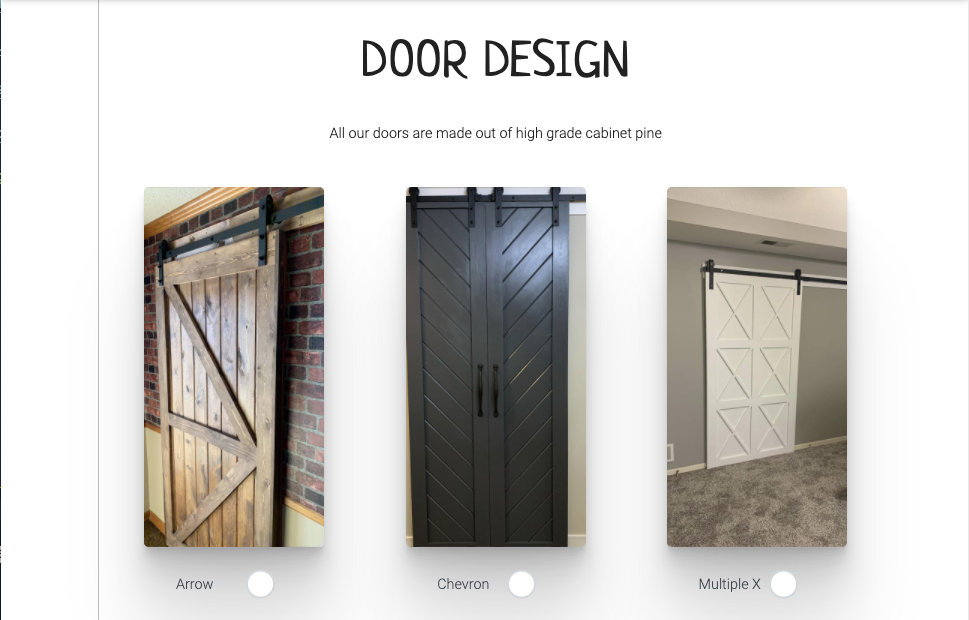 DOOR DESIGN
All our doors are made out of high grade cabinet pine
Arrow
Chevron
Multiple X